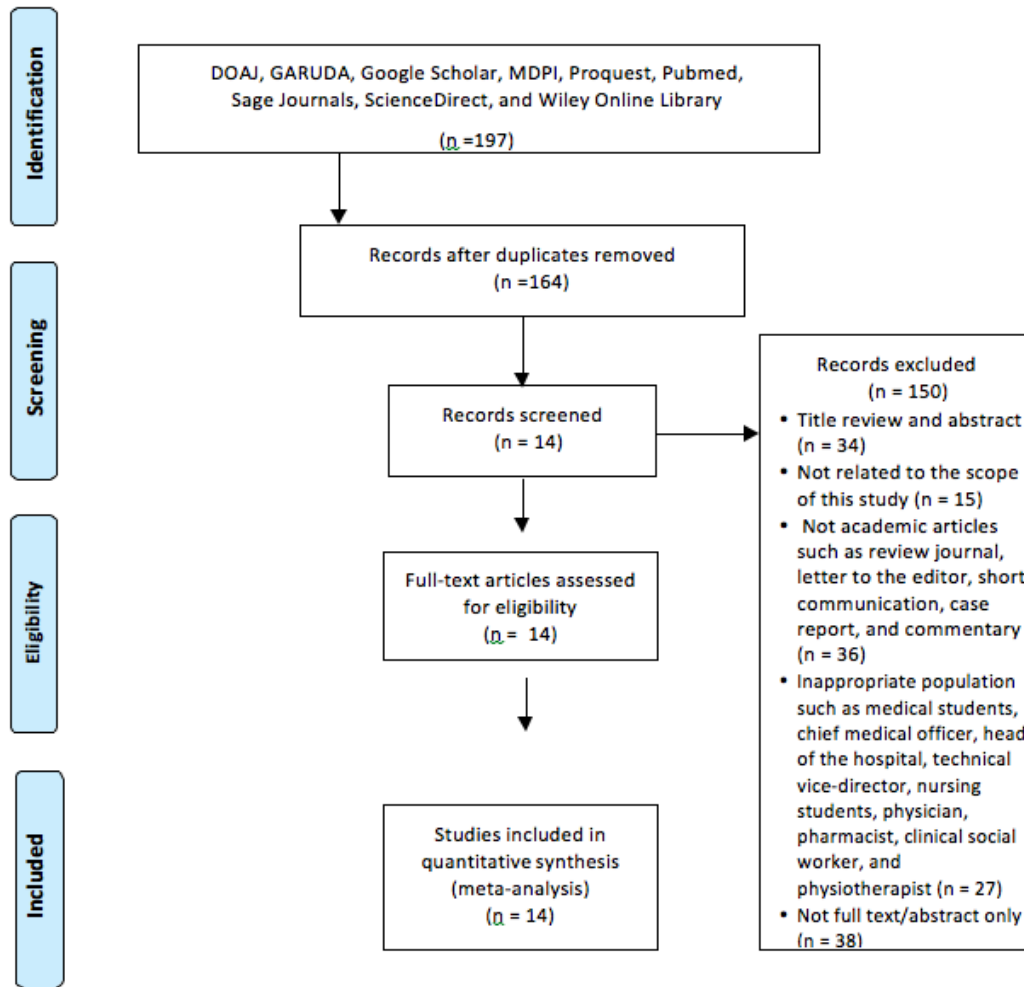 Identification
DOAJ, GARUDA, Google Scholar, MDPI, Proquest, Pubmed,
Sage Journals, ScienceDirect, and Wiley Online Library
(n =197)
Records after duplicates removed
(n =164)
Screening
Records screened
(n = 14)
Records excluded
(n = 150)
• Title review and abstract
(n = 34)
• Not related to the scope
of this study (n = 15)
• Not academic articles
such as review journal,
letter to the editor, short
communication, case
report, and commentary
(n = 36)
• Inappropriate population
such as medical students,
chief medical officer, head
of the hospital, technical
vice-director, nursing
students, physician,
pharmacist, clinical social
worker, and
physiotherapist (n = 27)
• Not full text/abstract only
(n = 38)
Eligibility
Full-text articles assessed
for eligibility
(n = 14)
Included
Studies included in
quantitative synthesis
(meta-analysis)
(n = 14)